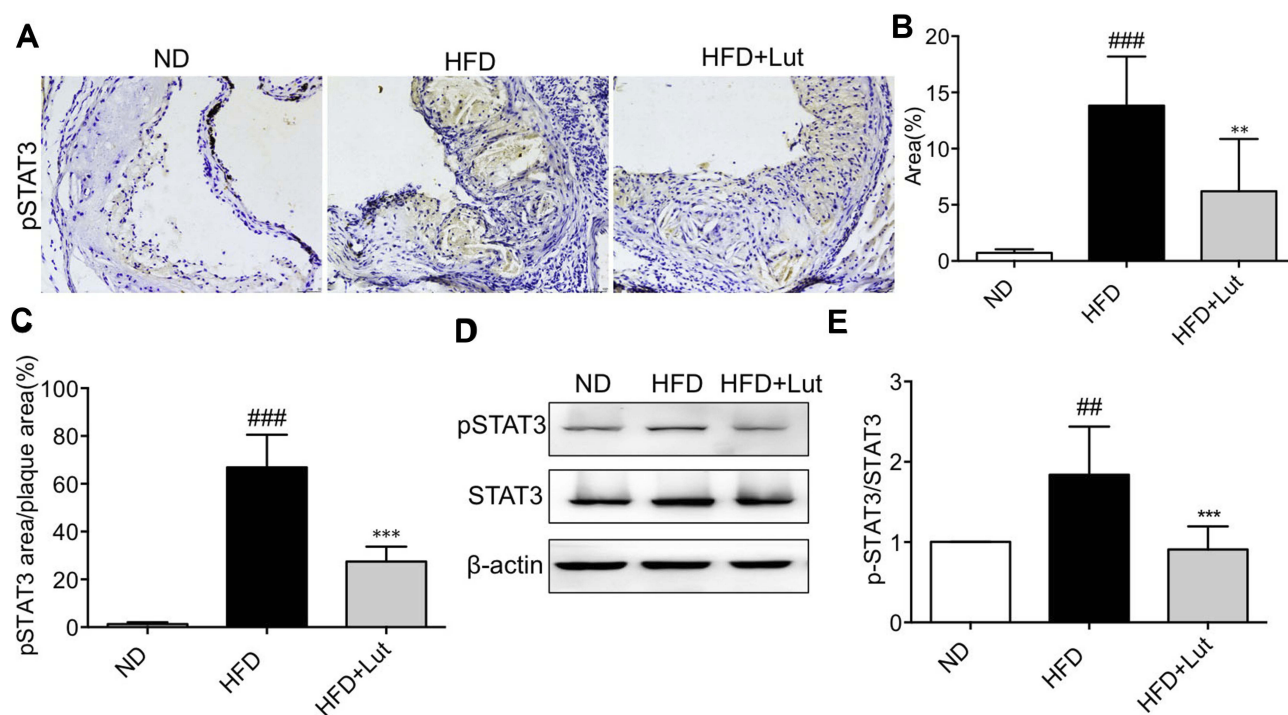 A
ND
HFD
HFD+Lut
pSTAT3
B
Area(%)
20
15
10
5
0
###
**
ND
HFD
HFD+Lut
C
pSTAT3 area/plaque area(%)
100
80
60
40
20
0
###
***
ND
HFD
HFD+Lut
D
ND HFD HFD+Lut
pSTAT3
STAT3
β-actin
E
p-STAT3/STAT3
3
2
1
0
##
***
ND
HFD
HFD+Lut